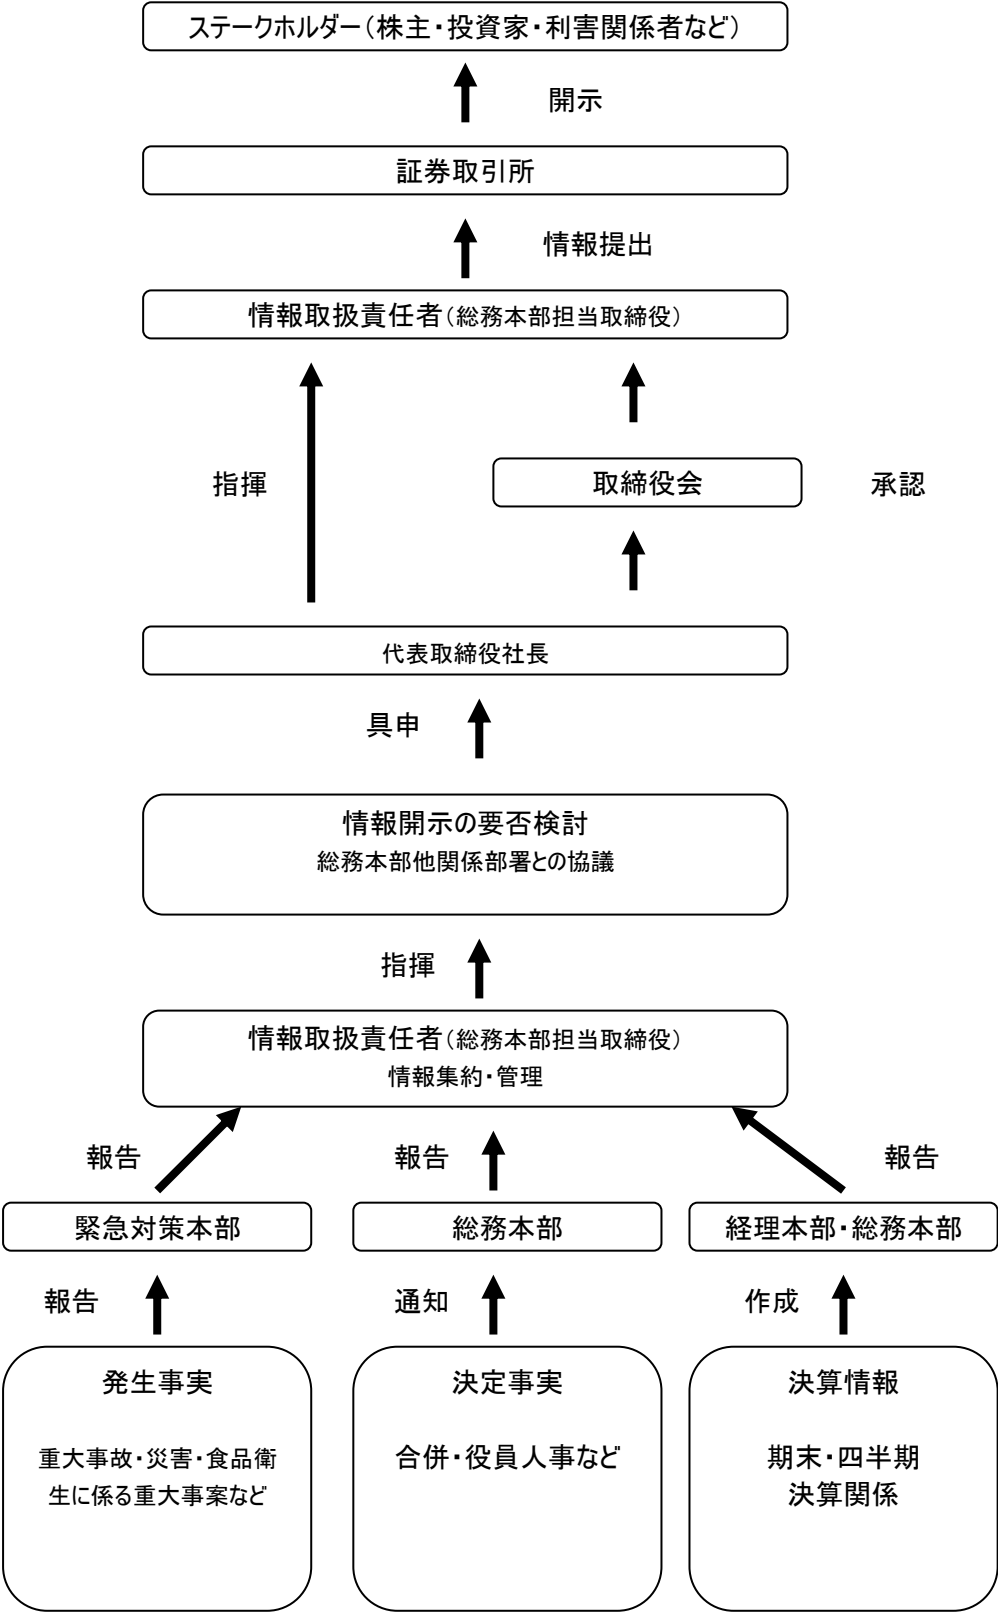 ステークホルダー（株主・投資家・利害関係者など）
開示
証券取引所
情報提出
情報取扱責任者（総務本部担当取締役）
指揮
取締役会
承認
代表取締役社長
具申
情報開示の要否検討
総務本部他関係部署との協議
指揮
情報取扱責任者（総務本部担当取締役）
情報集約・管理
報告
報告
報告
緊急対策本部
総務本部
経理本部・総務本部
報告
通知
作成
発生事実
重大事故・災害・食品衛
生に係る重大事案など
決定事実
合併・役員人事など
決算情報
期末・四半期
決算関係